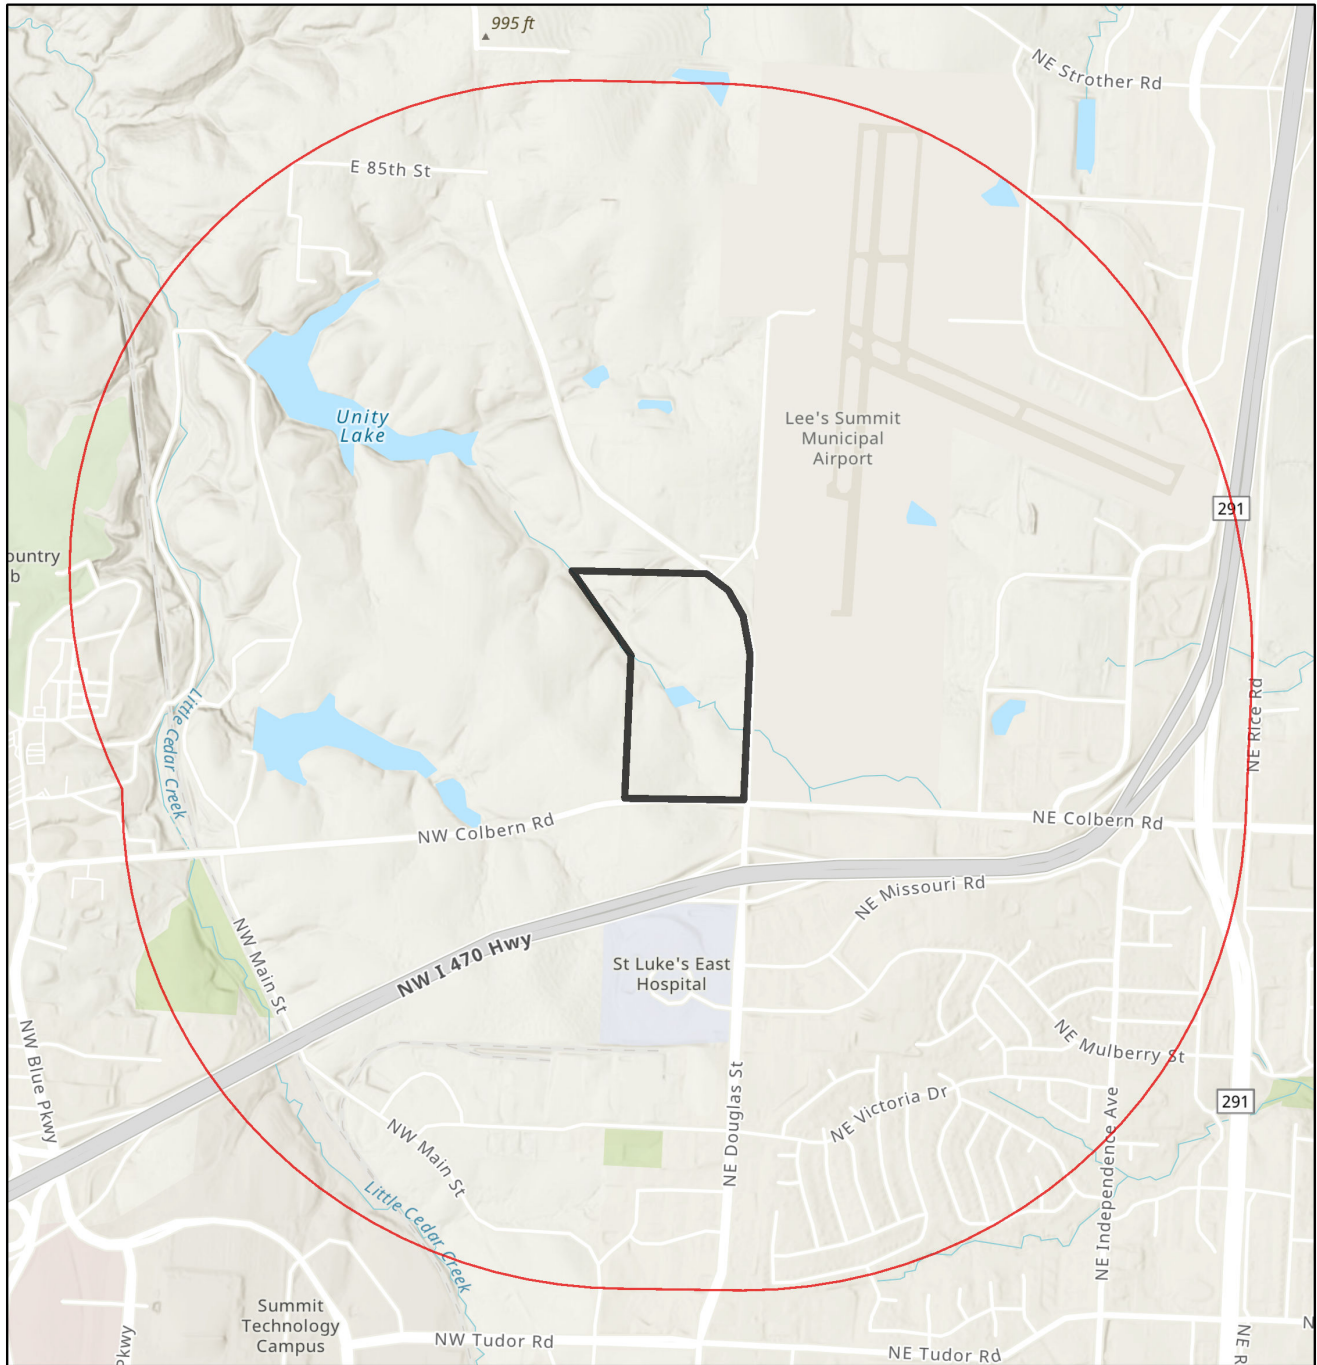 995 ft
NE Strother Rd
E 85th St
Unity
Lake
Lee's Summit
Municipal
Airport
291
ountry
b
Little Cedar Creek
NE Rice Rd
NW Colbern Rd
NE Colbern Rd
NE Missouri Rd
NW Main St
NW I 470 Hwy
St Luke's East
Hospital
NW Blue Pkwy
NE Mulberry St
NE Victoria Dr
291
NE Douglas St
NE Independence Ave
NW Main St
Little Cedar Creek
Summit
Technology
Campus
Pkwy
NW Tudor Rd
NE Tudor Rd
NE R
N